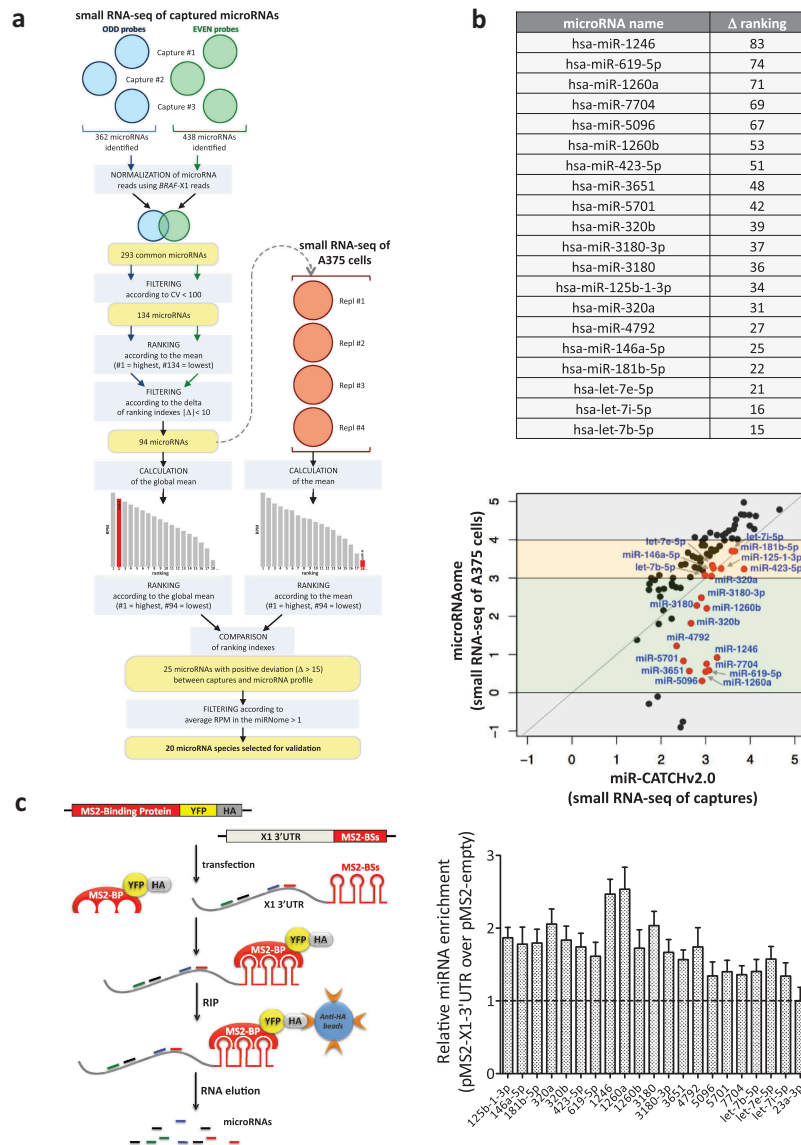 a
small RNA-seq of captured microRNAs
ODD probes
EVEN probes
Capture #1
Capture #2
Capture #3
362 microRNAs
identified
438 microRNAs
identified
NORMALIZATION of microRNA
reads using BRAF-X1 reads
293 common microRNAs
FILTERING
according to CV < 100
134 microRNAs
RANKING
according to the mean
(#1 = highest, #134 = lowest)
FILTERING
according to the delta
of ranking indexes |Δ|< 10
94 microRNAs
CALCULATION
of the global mean
small RNA-seq of
A375 cells
Repl #1
Repl #2
Repl #3
Repl #4
CALCULATION
of the mean
RPM
ranking
RPM
ranking
RANKING
according to the global mean
(#1 = highest, #94 = lowest)
RANKING
according to the mean
(#1 = highest, #94 = lowest)
COMPARISON
of ranking indexes
25 microRNAs with positive deviation (Δ > 15)
between captures and microRNA profile
FILTERING according to
average RPM in the miRNome > 1
20 microRNA species selected for validation
b
microRNA name Δ ranking
hsa-miR-1246 83
hsa-miR-619-5p 74
hsa-miR-1260a 71
hsa-miR-7704 69
hsa-miR-5096 67
hsa-miR-1260b 53
hsa-miR-423-5p 51
hsa-miR-3651 48
hsa-miR-5701 42
hsa-miR-320b 39
hsa-miR-3180-3p 37
hsa-miR-3180 36
hsa-miR-125b-1-3p 34
hsa-miR-320a 31
hsa-miR-4792 27
hsa-miR-146a-5p 25
hsa-miR-181b-5p 22
hsa-let-7e-5p 21
hsa-let-7i-5p 16
hsa-let-7b-5p 15
microRNAome
(small RNA-seq of A375 cells)
5
4
3
2
1
0
let-7e-5p
let-7i-5p
miR-181b-5p
miR-146a-5p
miR-125-1-3p
let-7b-5p
miR-423-5p
miR-320a
miR-3180-3p
miR-3180
miR-1260b
miR-320b
miR-4792
miR-1246
miR-5701
miR-7704
miR-3651
miR-619-5p
miR-5096
miR-1260a
−1 0 1 2 3 4 5
miR-CATCHv2.0
(small RNA-seq of captures)
c
MS2-Binding Protein YFP HA
X1 3'UTR MS2-BSs
transfection
MS2-BP YFP HA
MS2-BSs
X1 3'UTR
MS2-BP YFP HA
RIP
MS2-BP YFP HA
Anti-HA
beads
RNA elution
microRNAs
Relative miRNA enrichment
(pMS2-X1-3'UTR over pMS2-empty)
3
2
1
0
125b-1-3p
146a-5p
181b-5p
320a
320b
423-5p
619-5p
1246
1260a
1260b
3180
3180-3p
3651
4792
5096
5701
7704
let-7b-5p
let-7e-5p
let-7i-5p
23a-3p